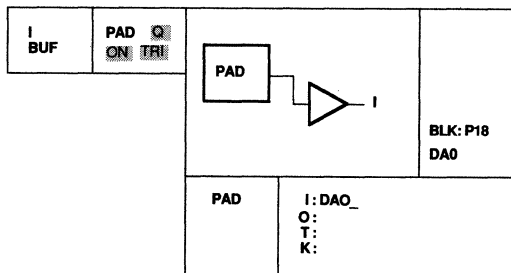 I
BUF
PAD Q
ON TRI
PAD
I
BLK: P18
DA0
PAD
I: DAO_
O:
T:
K: